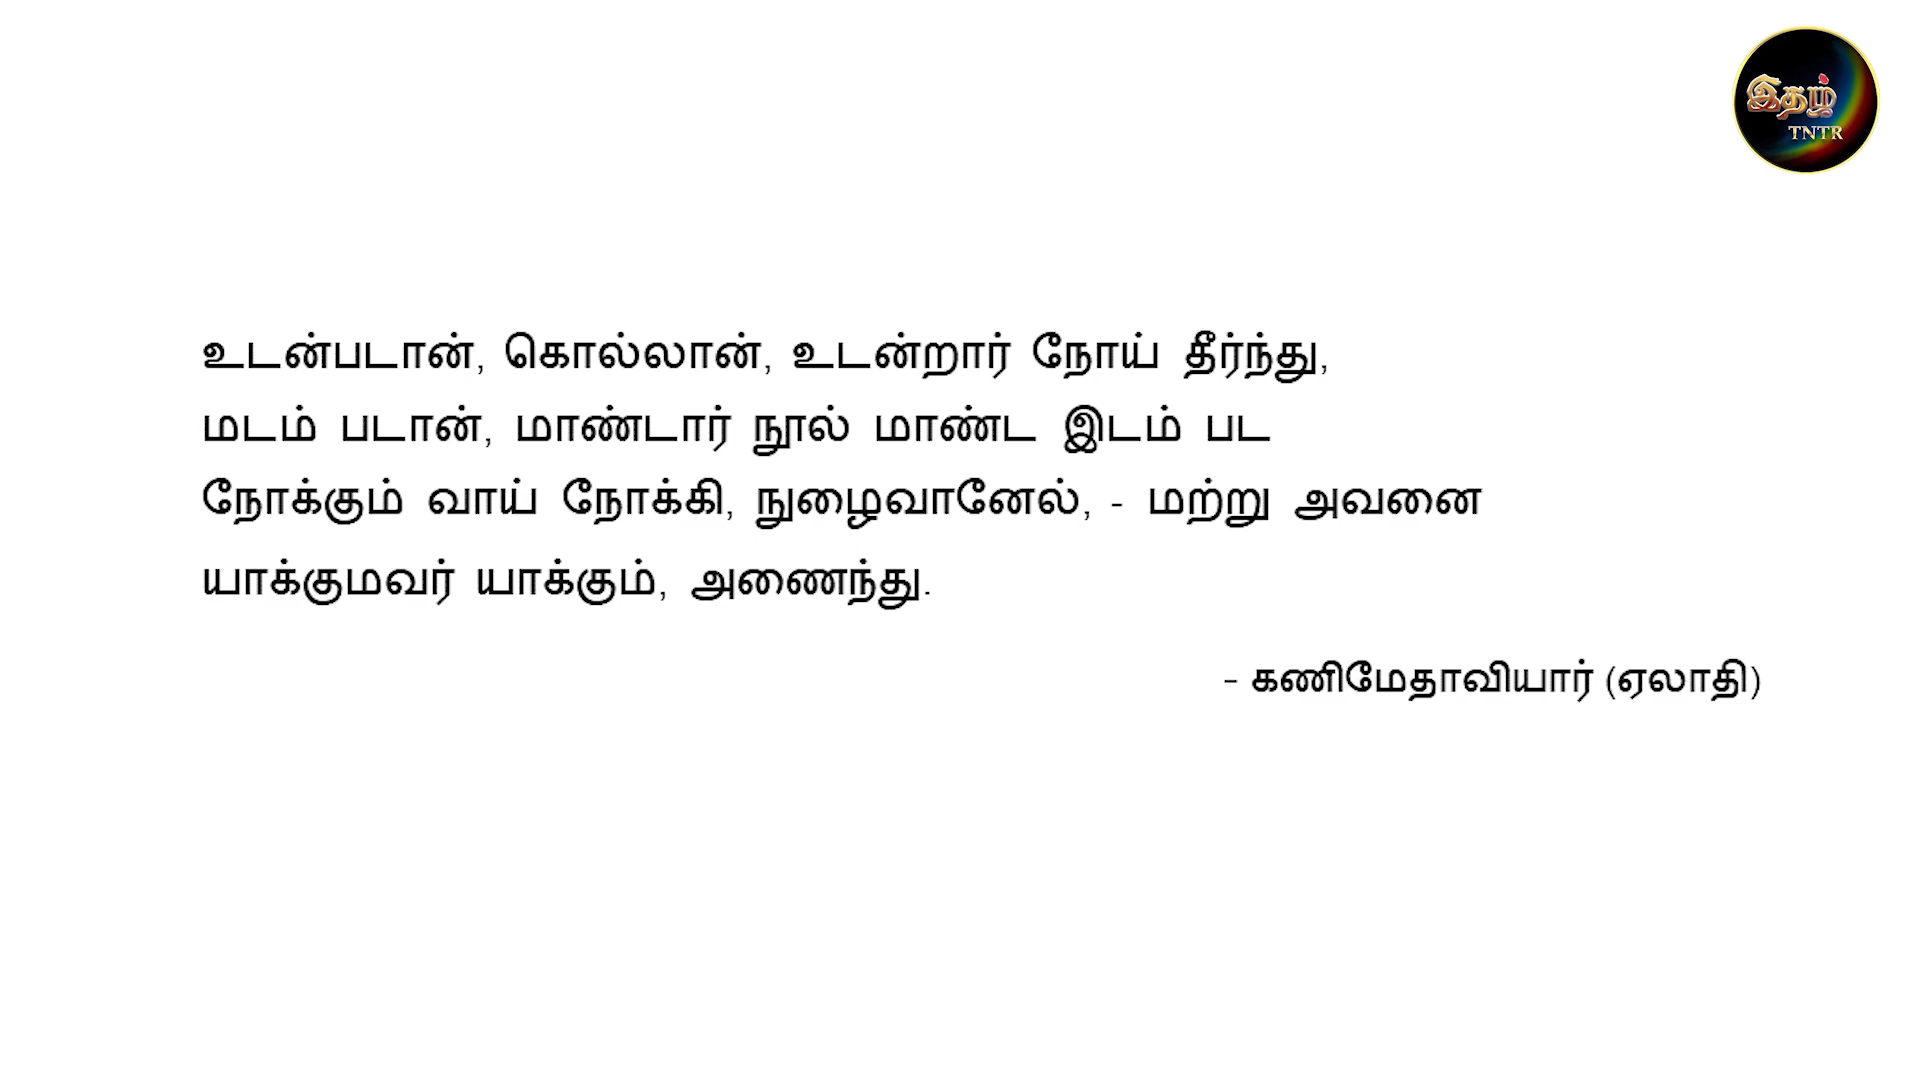 இதழ்
TNTR
உடன்படான், கொல்லான், உடன்றார் நோய் தீர்ந்து,
மடம் படான், மாண்டார் நூல் மாண்ட இடம் பட
நோக்கும் வாய் நோக்கி, நுழைவானேல், - மற்று அவனை
யாக்குமவர் யாக்கும், அணைந்து.
- கணிமேதாவியார் (ஏலாதி)